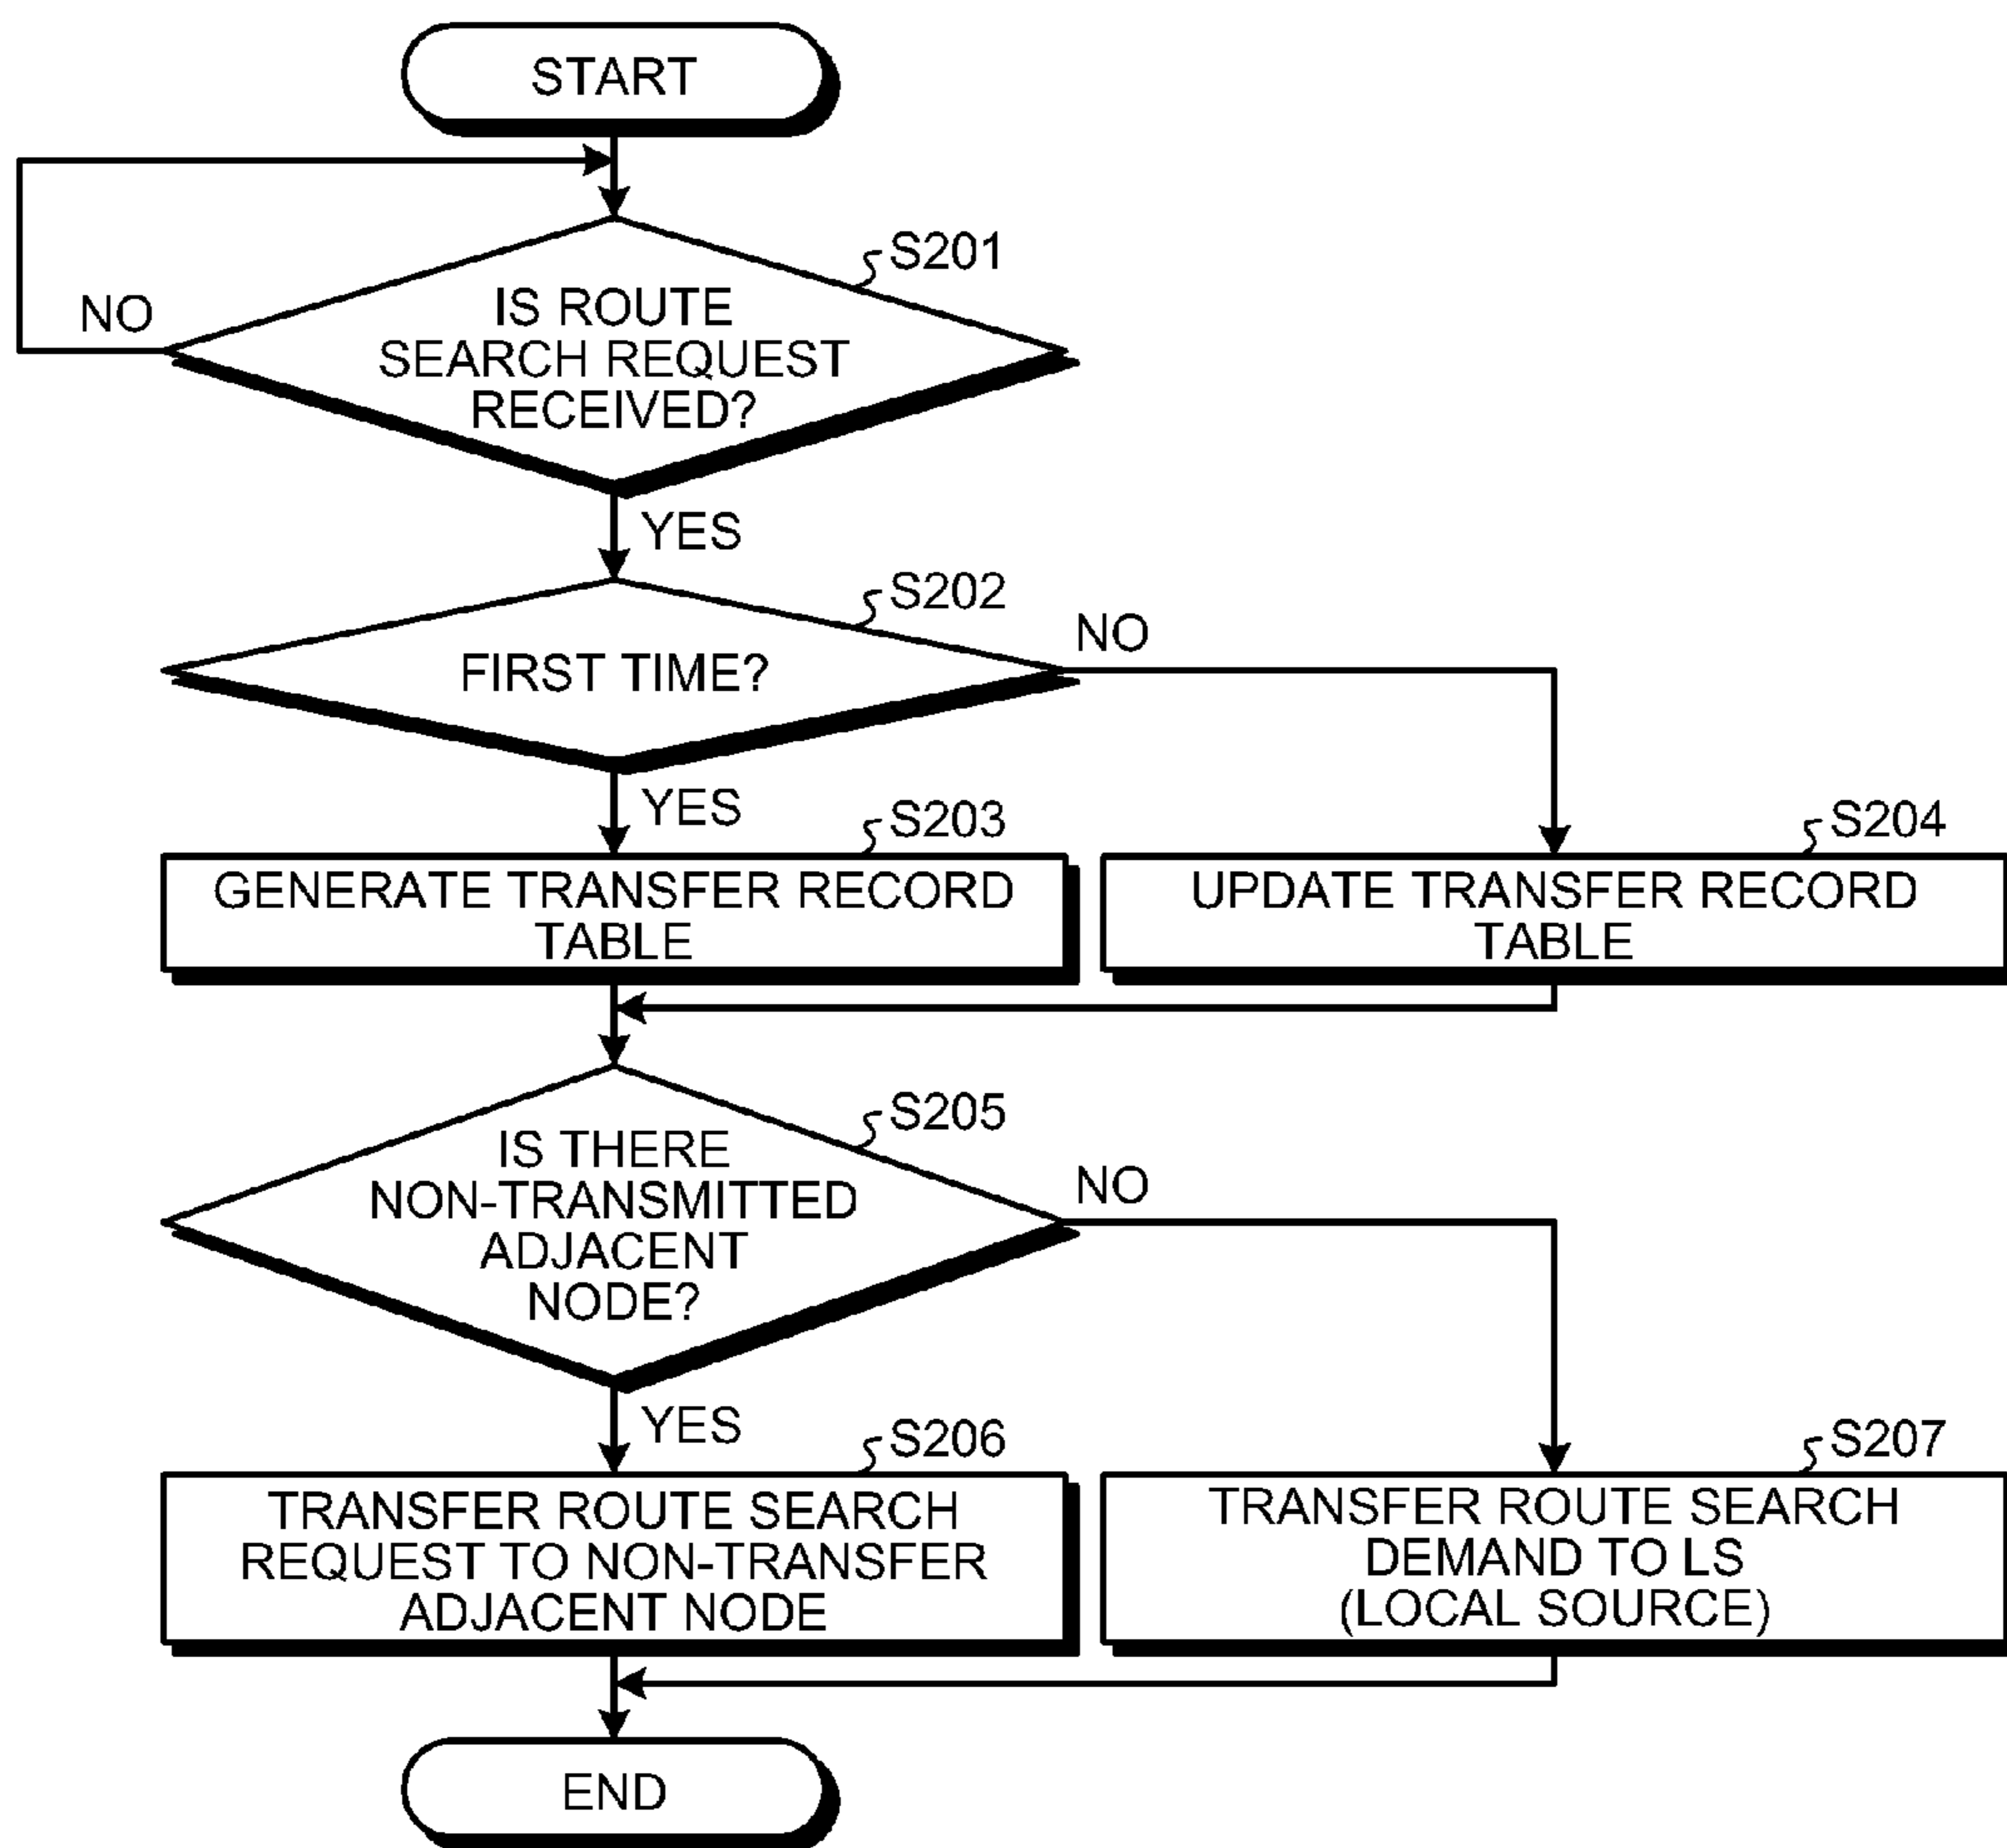 START
S201
NO
IS ROUTE
SEARCH REQUEST
RECEIVED?
YES
S202
NO
FIRST TIME?
YES
S203
S204
GENERATE TRANSFER RECORD
TABLE
UPDATE TRANSFER RECORD
TABLE
S205
IS THERE
NON-TRANSMITTED
ADJACENT
NODE?
NO
YES
S206
S207
TRANSFER ROUTE SEARCH
REQUEST TO NON-TRANSFER
ADJACENT NODE
TRANSFER ROUTE SEARCH
DEMAND TO LS
(LOCAL SOURCE)
END